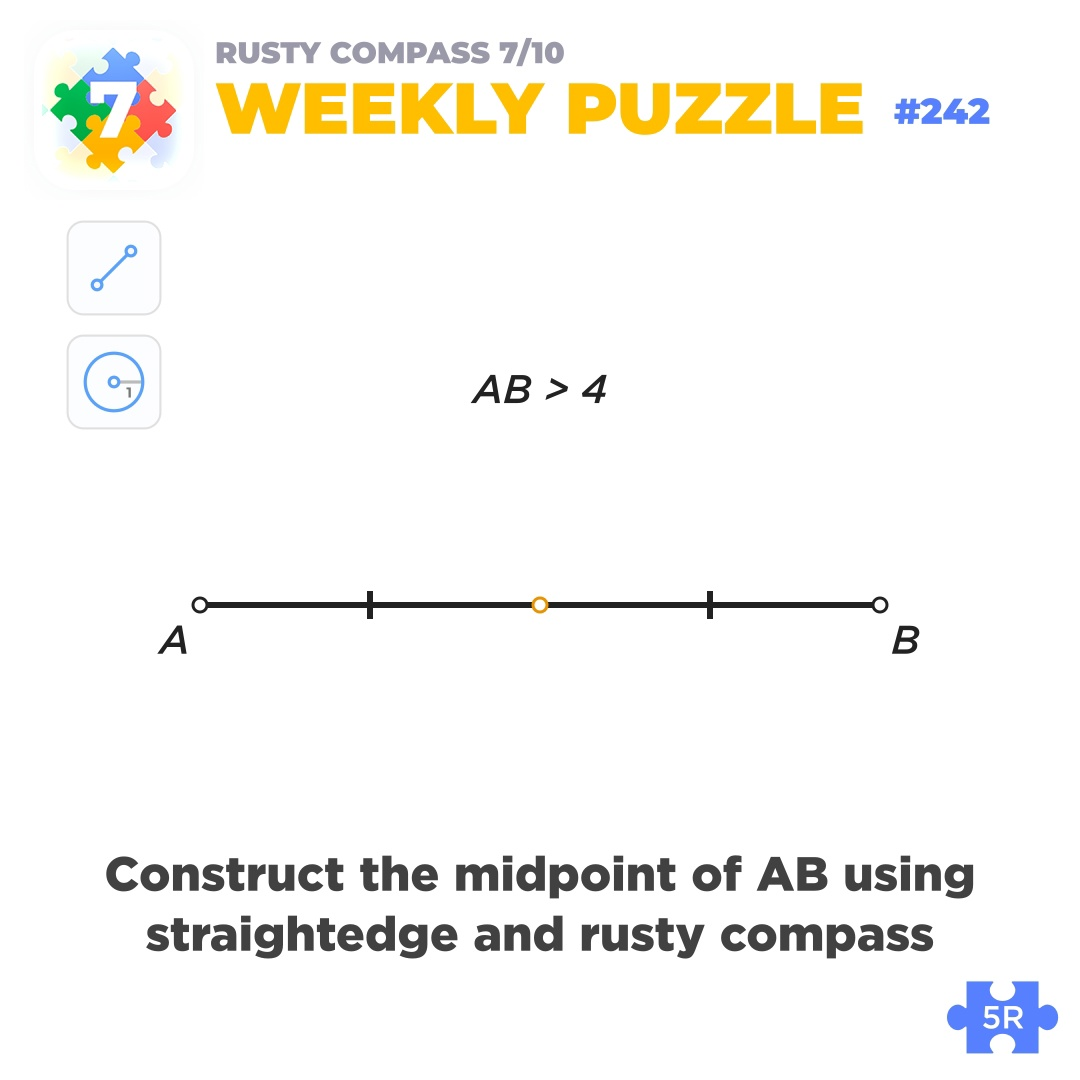 RUSTY COMPASS 7/10
7
WEEKLY PUZZLE #242
1
AB > 4
A
B
Construct the midpoint of AB using
straightedge and rusty compass
5R